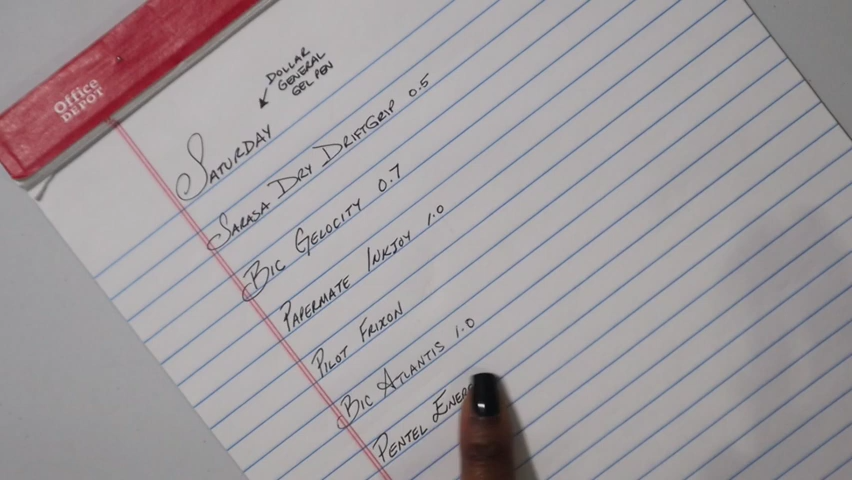 Office
DEPOT
DOLLAR
GENERAL
GEL PEN
SATURDAY
SARASA DRY DRIFTGRIP 0.5
BIC GELOCITY 0.7
PAPERMATE INKJOY 1.0
PILOT FRIXON
BIC ATLANTIS 1.0
PENTEL